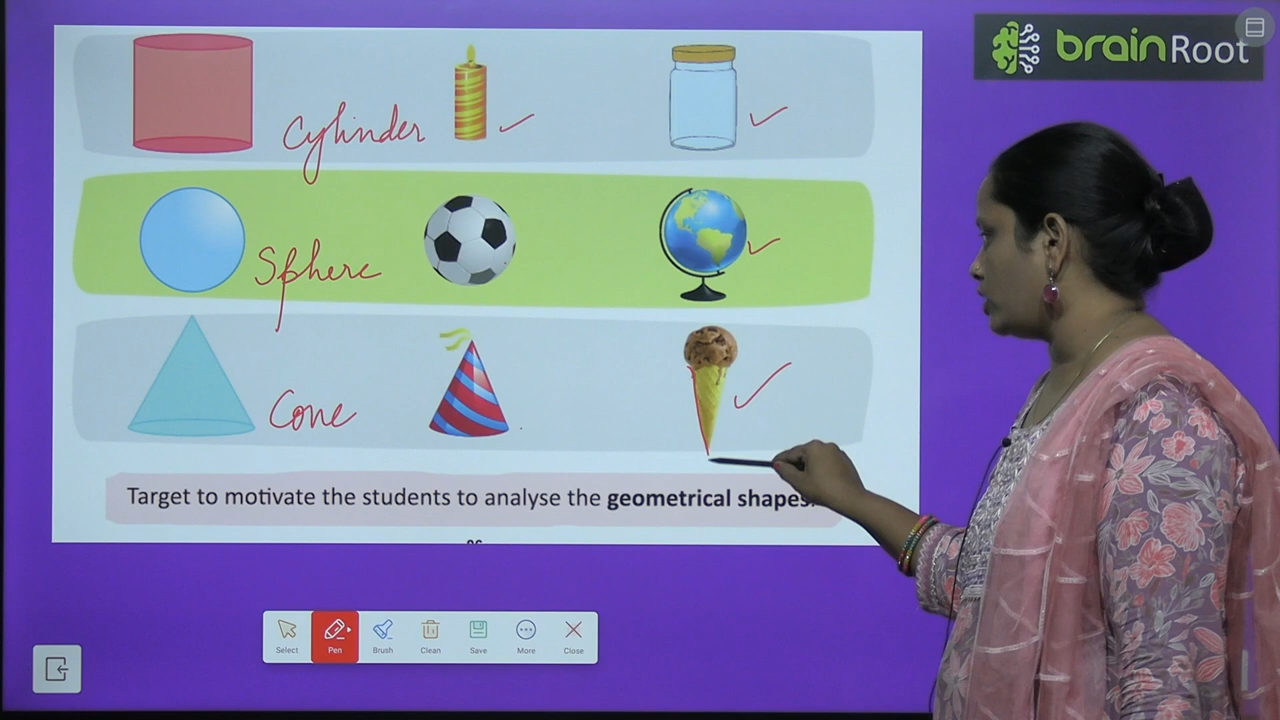 brainRoot
Cylinder
Sphere
Cone
Target to motivate the students to analyse the geometrical shapes.
Select Pen Brush Clean Save More Close